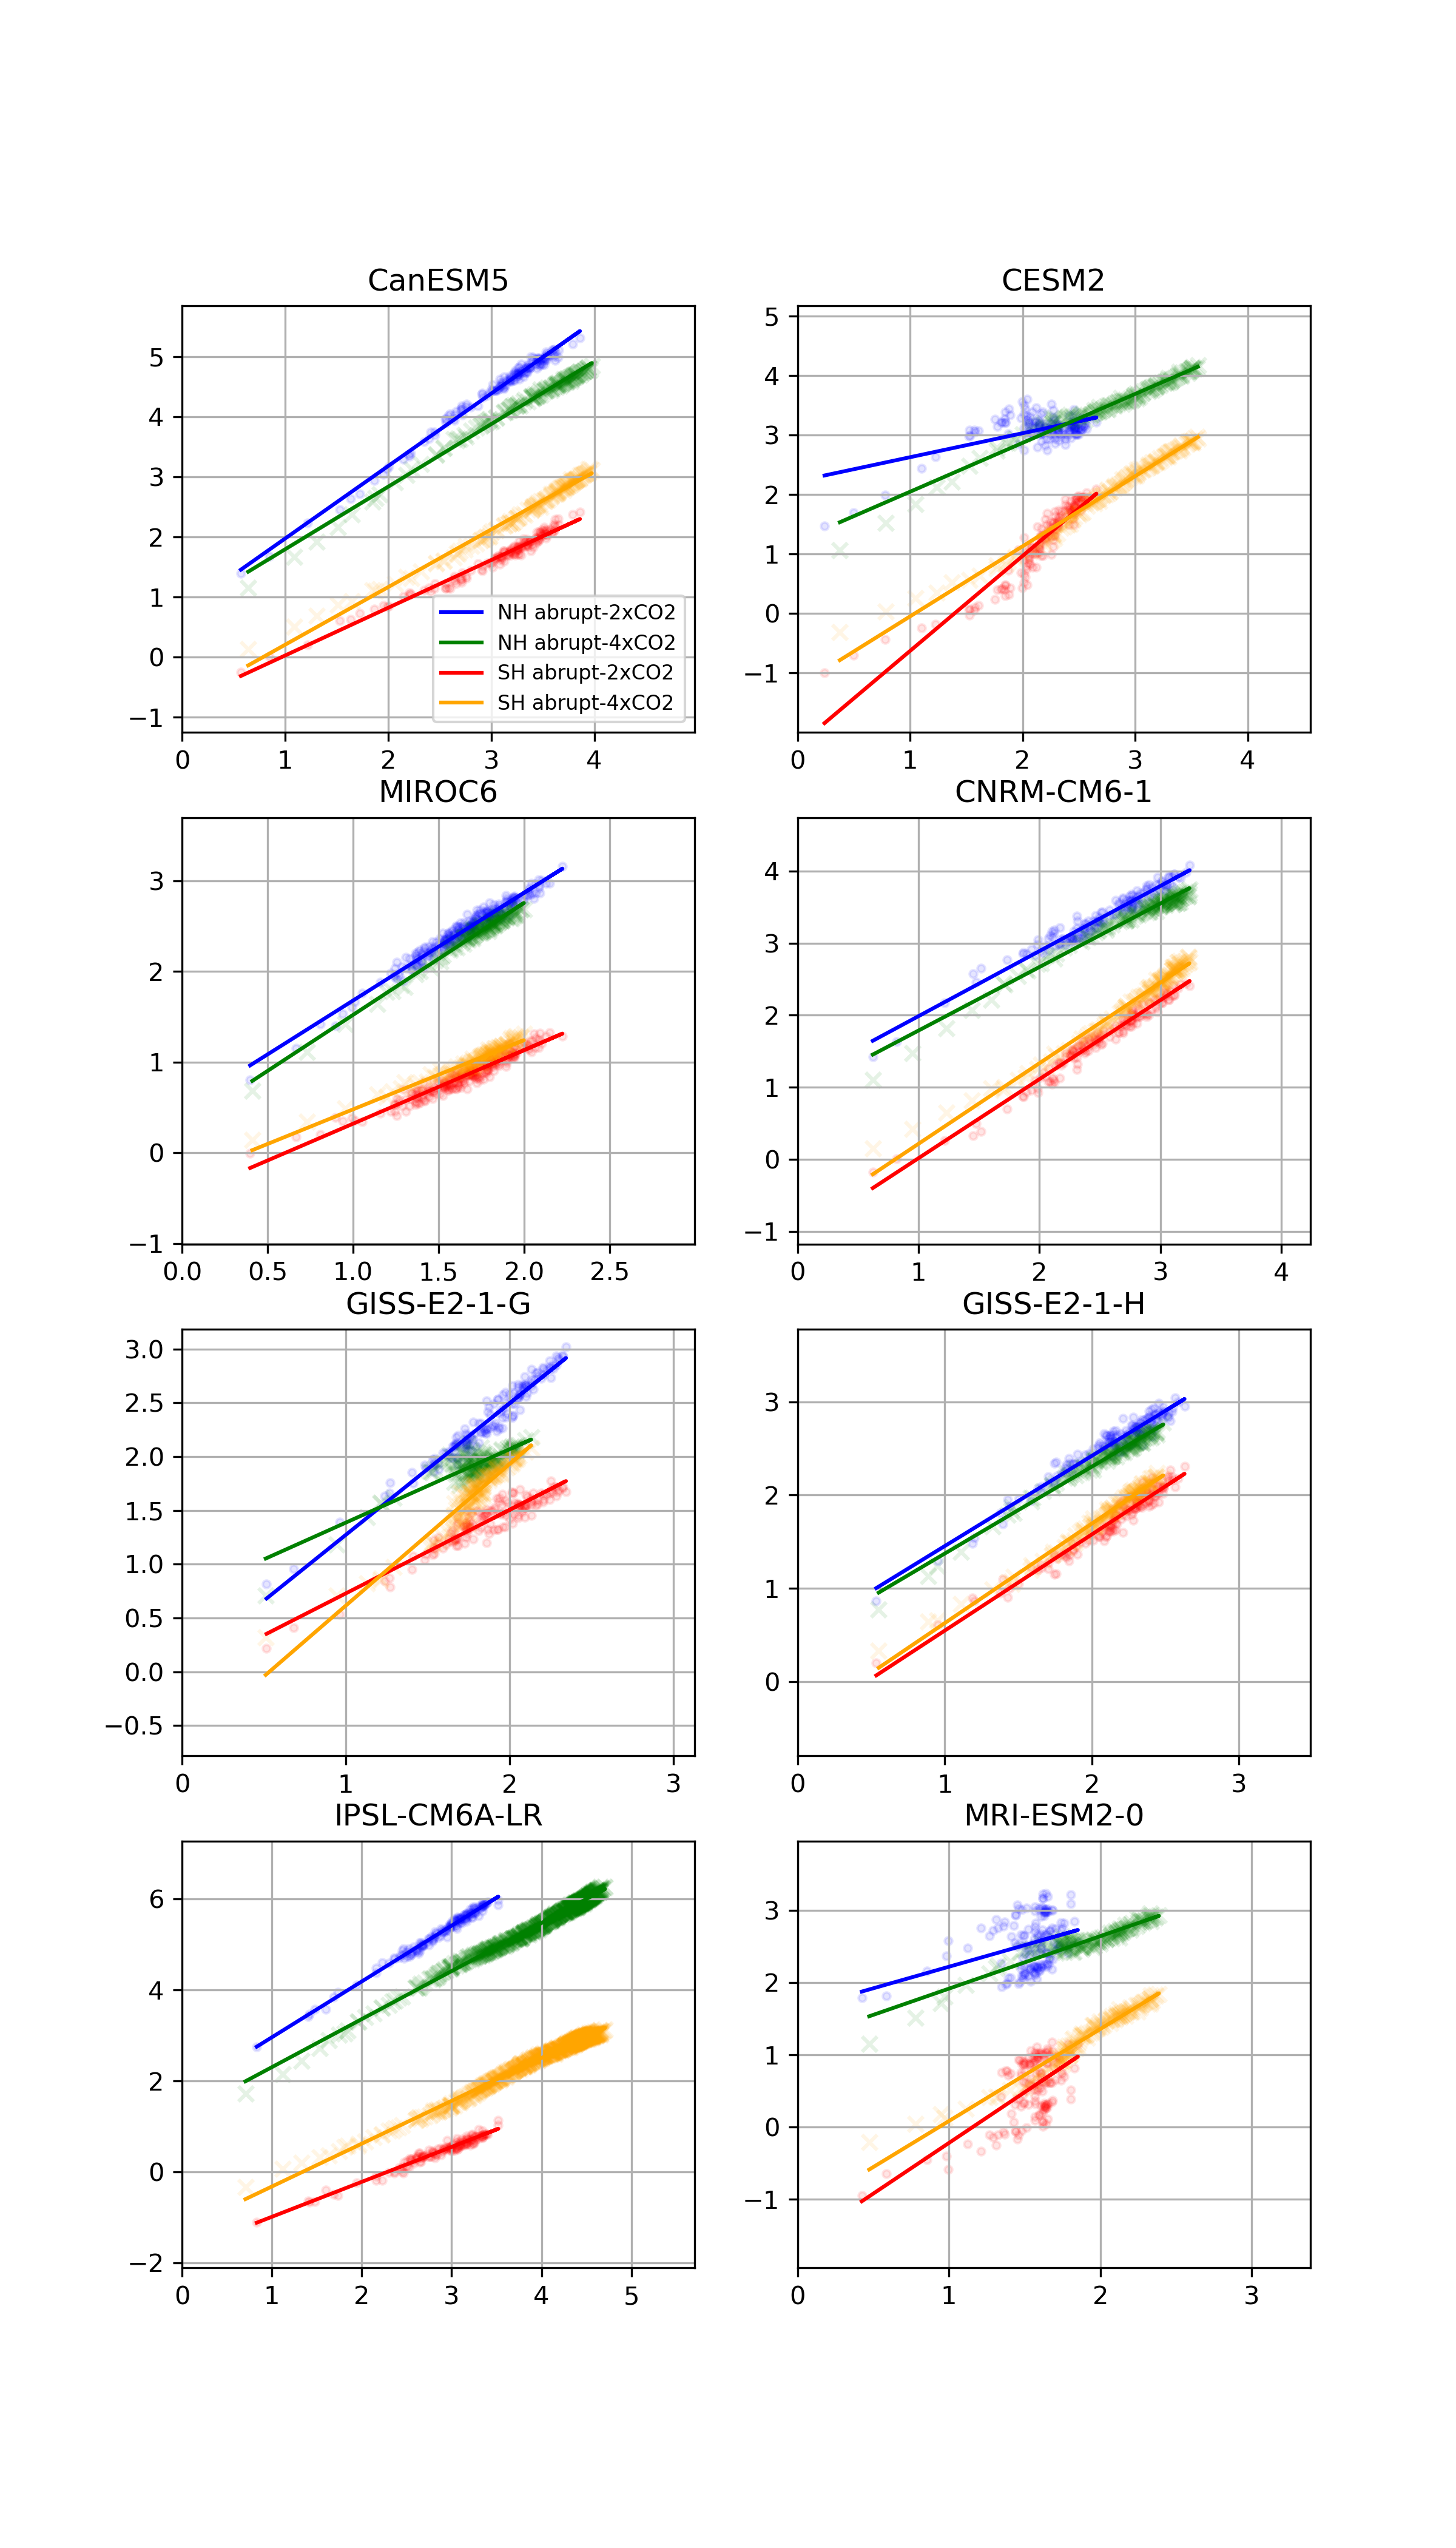 CanESM5
5
4
3
2
1
0
−1
0 1 2 3 4
NH abrupt-2xCO2
NH abrupt-4xCO2
SH abrupt-2xCO2
SH abrupt-4xCO2
CESM2
5
4
3
2
1
0
−1
0 1 2 3 4
MIROC6
3
2
1
0
−1
0.0 0.5 1.0 1.5 2.0 2.5
CNRM-CM6-1
4
3
2
1
0
−1
0 1 2 3 4
GISS-E2-1-G
3.0
2.5
2.0
1.5
1.0
0.5
0.0
−0.5
0 1 2 3
GISS-E2-1-H
3
2
1
0
0 1 2 3
IPSL-CM6A-LR
6
4
2
0
−2
0 1 2 3 4 5
MRI-ESM2-0
3
2
1
0
−1
0 1 2 3